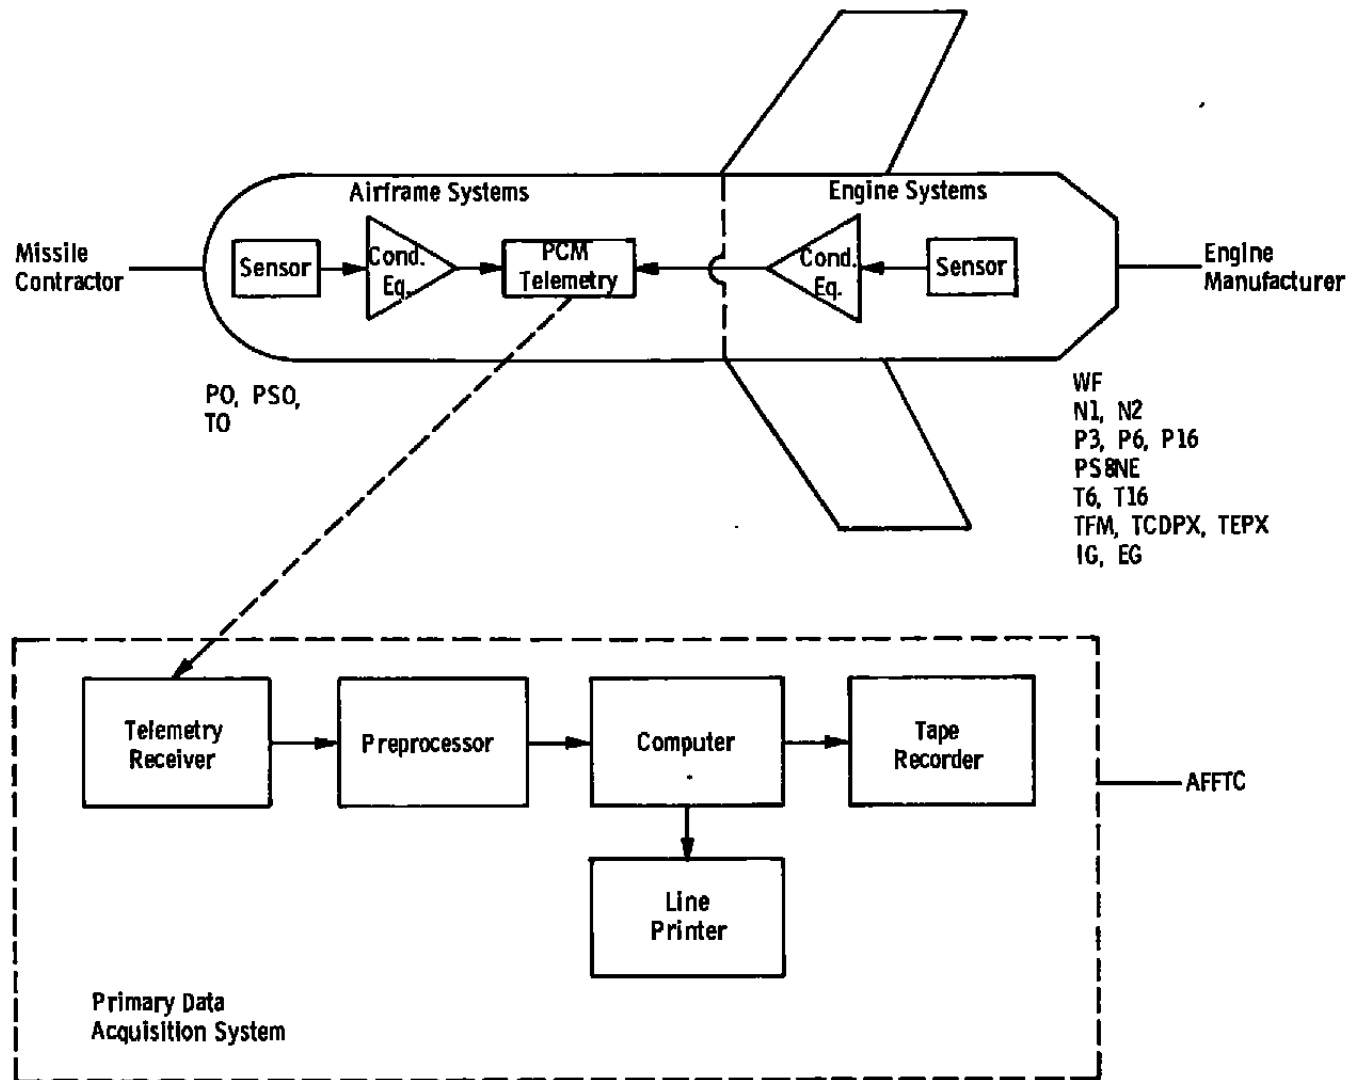 Airframe Systems
Engine Systems
Missile
Contractor
Sensor
Cond.
Eq.
PCM
Telemetry
Cond.
Eq.
Sensor
Engine
Manufacturer
PO, PSO,
TO
WF
N1, N2
P3, P6, P16
PS8NE
T6, T16
TFM, TCDPX, TEPX
IG, EG
Telemetry
Receiver
Preprocessor
Computer
Tape
Recorder
AFFTC
Line
Printer
Primary Data
Acquisition System